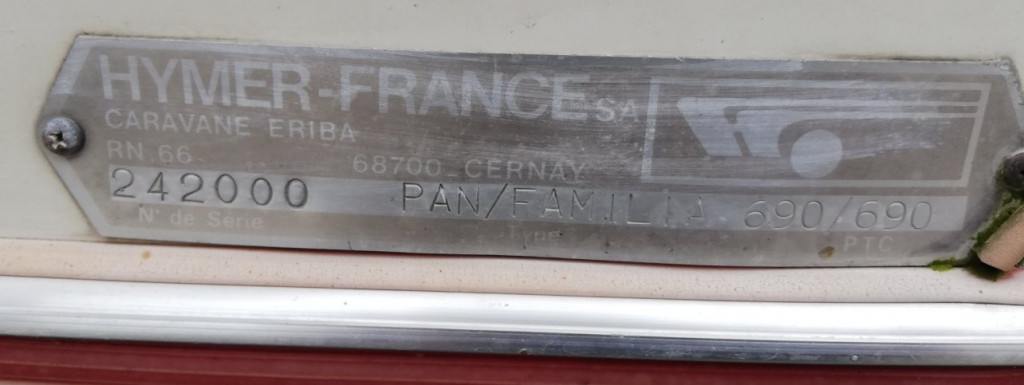 HYMER-FRANCE SA
CARAVANE ERIBA
RN 66 68700 CERNAY
242000 PAN/FAMILIA 690/690
N° de Série Type PTC